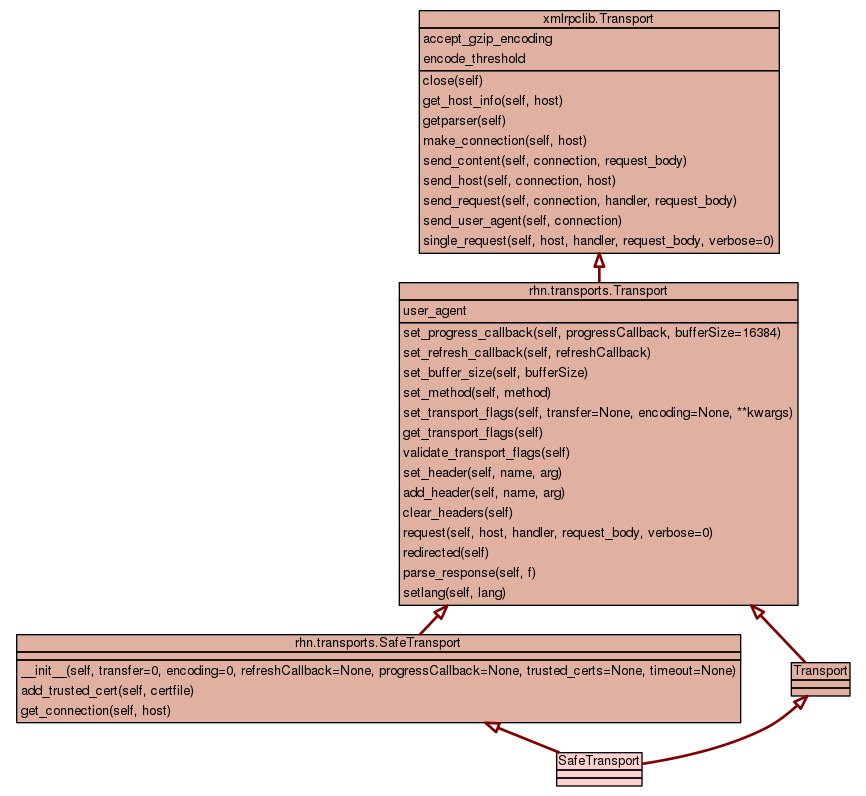 xmlrpclib.Transport
accept_gzip_encoding
encode_threshold
close(self)
get_host_info(self, host)
getparser(self)
make_connection(self, host)
send_content(self, connection, request_body)
send_host(self, connection, host)
send_request(self, connection, handler, request_body)
send_user_agent(self, connection)
single_request(self, host, handler, request_body, verbose=0)
rhn.transports.Transport
user_agent
set_progress_callback(self, progressCallback, bufferSize=16384)
set_refresh_callback(self, refreshCallback)
set_buffer_size(self, bufferSize)
set_method(self, method)
set_transport_flags(self, transfer=None, encoding=None, **kwargs)
get_transport_flags(self)
validate_transport_flags(self)
set_header(self, name, arg)
add_header(self, name, arg)
clear_headers(self)
request(self, host, handler, request_body, verbose=0)
redirected(self)
parse_response(self, f)
setlang(self, lang)
rhn.transports.SafeTransport
__init__(self, transfer=0, encoding=0, refreshCallback=None, progressCallback=None, trusted_certs=None, timeout=None)
add_trusted_cert(self, certfile)
get_connection(self, host)
Transport
SafeTransport